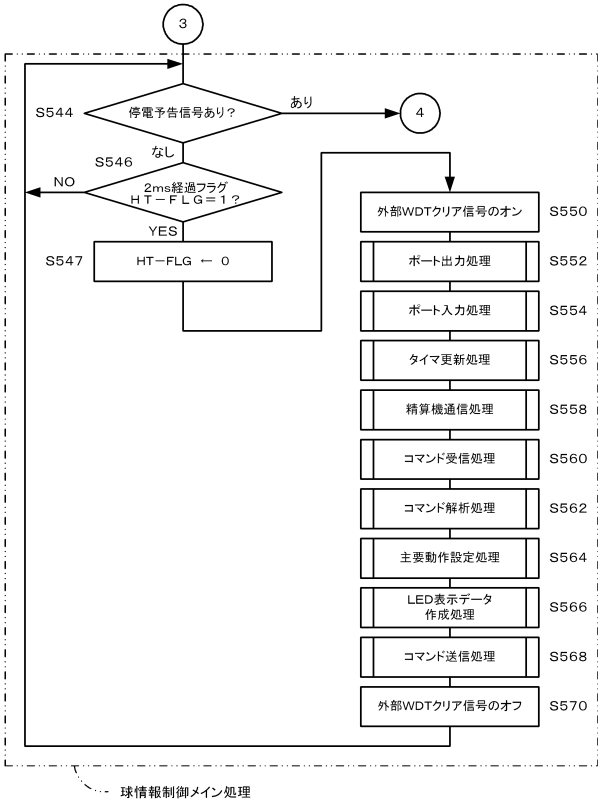 3
S544
停電予告信号あり？
あり
4
なし
S546
NO
2ms経過フラグ
ＨＴ－ＦＬＧ＝１？
YES
S547
HT－FLG ← 0
外部WDTクリア信号のオン
S550
ポート出力処理
S552
ポート入力処理
S554
タイマ更新処理
S556
精算機通信処理
S558
コマンド受信処理
S560
コマンド解析処理
S562
主要動作設定処理
S564
LED表示データ
作成処理
S566
コマンド送信処理
S568
外部WDTクリア信号のオフ
S570
球情報制御メイン処理